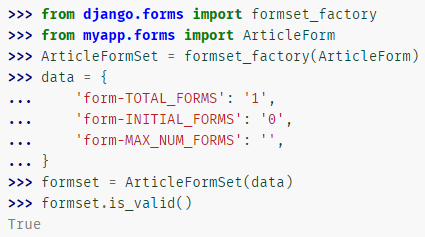 >>> from django.forms import formset_factory
>>> from myapp.forms import ArticleForm
>>> ArticleFormSet = formset_factory(ArticleForm)
>>> data = {
...     'form-TOTAL_FORMS': '1',
...     'form-INITIAL_FORMS': '0',
...     'form-MAX_NUM_FORMS': '',
... }
>>> formset = ArticleFormSet(data)
>>> formset.is_valid()
True